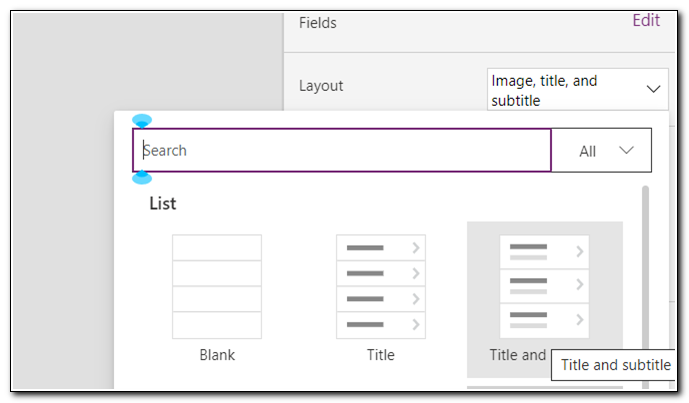 Fields
Edit
Layout
Image, title, and
subtitle
Search
All
List
Blank
Title
Title and
Title and subtitle